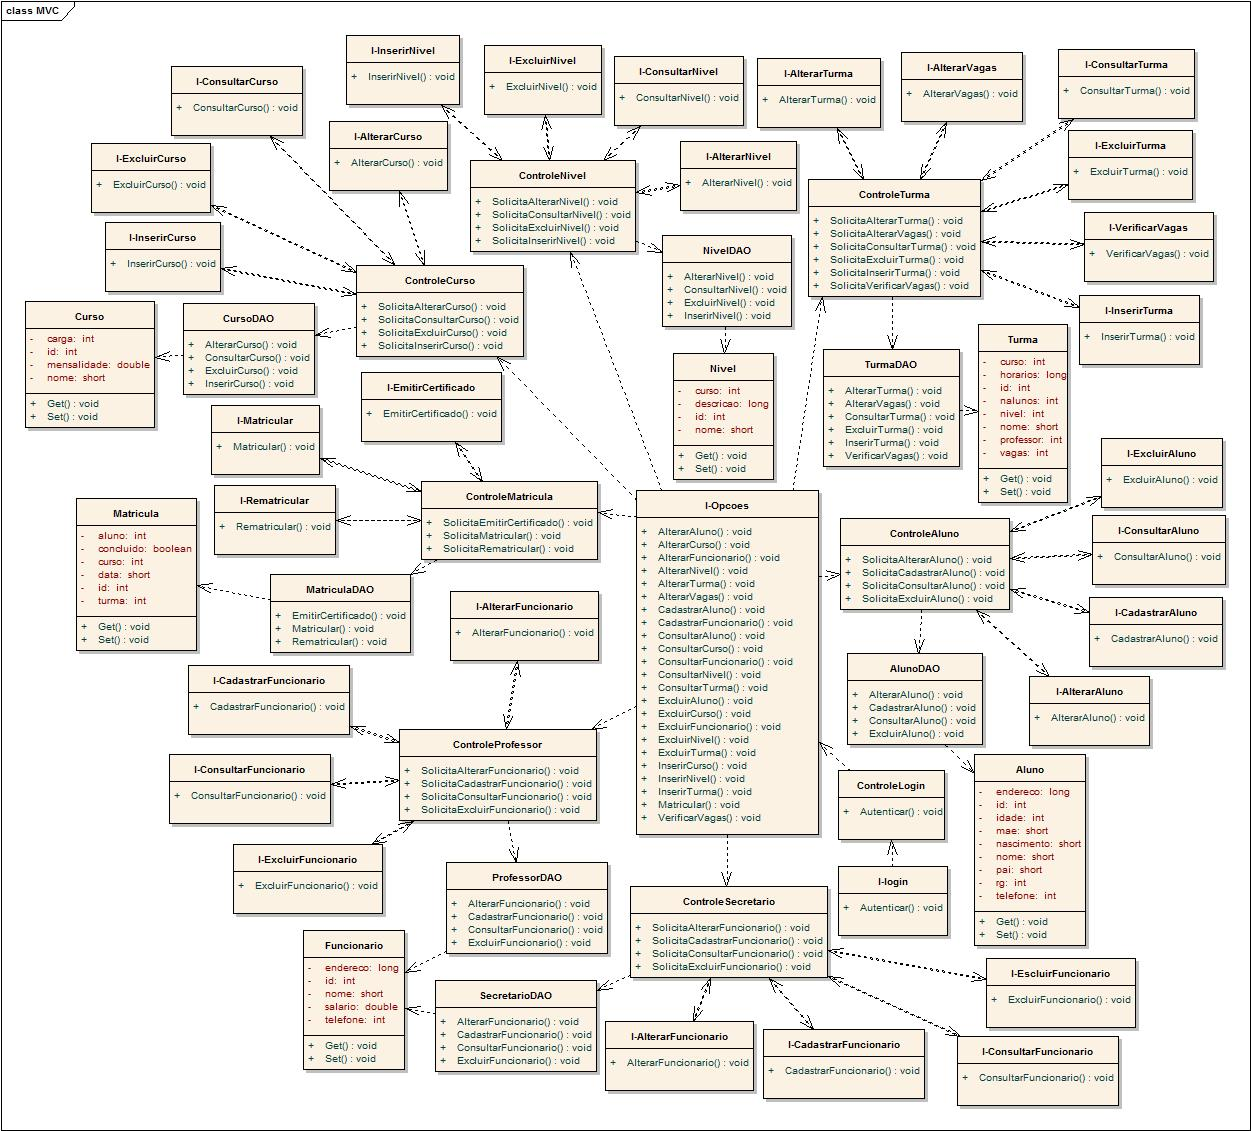 class MVC
I-InserirNivel
+ InserirNivel() : void
I-ExcluirNivel
+ ExcluirNivel() : void
I-ConsultarNivel
+ ConsultarNivel() : void
I-AlterarTurma
+ AlterarTurma() : void
I-AlterarVagas
+ AlterarVagas() : void
I-ConsultarTurma
+ ConsultarTurma() : void
I-ConsultarCurso
+ ConsultarCurso() : void
I-AlterarCurso
+ AlterarCurso() : void
I-ExcluirCurso
+ ExcluirCurso() : void
I-InserirCurso
+ InserirCurso() : void
ControleNivel
+ SolicitaAlterarNivel() : void
+ SolicitaConsultarNivel() : void
+ SolicitaExcluirNivel() : void
+ SolicitaInserirNivel() : void
I-AlterarNivel
+ AlterarNivel() : void
ControleTurma
+ SolicitaAlterarTurma() : void
+ SolicitaAlterarVagas() : void
+ SolicitaConsultarTurma() : void
+ SolicitaExcluirTurma() : void
+ SolicitaInserirTurma() : void
+ SolicitaVerificarVagas() : void
I-ExcluirTurma
+ ExcluirTurma() : void
I-VerificarVagas
+ VerificarVagas() : void
I-InserirTurma
+ InserirTurma() : void
NivelDAO
+ AlterarNivel() : void
+ ConsultarNivel() : void
+ ExcluirNivel() : void
+ InserirNivel() : void
ControleCurso
+ SolicitaAlterarCurso() : void
+ SolicitaConsultarCurso() : void
+ SolicitaExcluirCurso() : void
+ SolicitaInserirCurso() : void
Curso
- carga: int
- id: int
- mensalidade: double
- nome: short
+ Get() : void
+ Set() : void
CursoDAO
+ AlterarCurso() : void
+ ConsultarCurso() : void
+ ExcluirCurso() : void
+ InserirCurso() : void
Nivel
- curso: int
- descricao: long
- id: int
- nome: short
+ Get() : void
+ Set() : void
TurmaDAO
+ AlterarTurma() : void
+ AlterarVagas() : void
+ ConsultarTurma() : void
+ ExcluirTurma() : void
+ InserirTurma() : void
+ VerificarVagas() : void
Turma
- curso: int
- horarios: long
- id: int
- nalunos: int
- nivel: int
- nome: short
- professor: int
- vagas: int
+ Get() : void
+ Set() : void
I-EmitirCertificado
+ EmitirCertificado() : void
I-Matricular
+ Matricular() : void
I-Rematricular
+ Rematricular() : void
ControleMatricula
+ SolicitaEmitirCertificado() : void
+ SolicitaMatricular() : void
+ SolicitaRematricular() : void
Matricula
- aluno: int
- concluido: boolean
- curso: int
- data: short
- id: int
- turma: int
+ Get() : void
+ Set() : void
MatriculaDAO
+ EmitirCertificado() : void
+ Matricular() : void
+ Rematricular() : void
I-Opcoes
+ AlterarAluno() : void
+ AlterarCurso() : void
+ AlterarFuncionario() : void
+ AlterarNivel() : void
+ AlterarTurma() : void
+ AlterarVagas() : void
+ CadastrarAluno() : void
+ CadastrarFuncionario() : void
+ ConsultarAluno() : void
+ ConsultarCurso() : void
+ ConsultarFuncionario() : void
+ ConsultarNivel() : void
+ ConsultarTurma() : void
+ ExcluirAluno() : void
+ ExcluirCurso() : void
+ ExcluirFuncionario() : void
+ ExcluirNivel() : void
+ ExcluirTurma() : void
+ InserirCurso() : void
+ InserirNivel() : void
+ InserirTurma() : void
+ Matricular() : void
+ VerificarVagas() : void
I-ExcluirAluno
+ ExcluirAluno() : void
ControleAluno
+ SolicitaAlterarAluno() : void
+ SolicitaCadastrarAluno() : void
+ SolicitaConsultarAluno() : void
+ SolicitaExcluirAluno() : void
I-ConsultarAluno
+ ConsultarAluno() : void
I-CadastrarAluno
+ CadastrarAluno() : void
I-AlterarAluno
+ AlterarAluno() : void
AlunoDAO
+ AlterarAluno() : void
+ CadastrarAluno() : void
+ ConsultarAluno() : void
+ ExcluirAluno() : void
I-AlterarFuncionario
+ AlterarFuncionario() : void
I-CadastrarFuncionario
+ CadastrarFuncionario() : void
I-ConsultarFuncionario
+ ConsultarFuncionario() : void
ControleProfessor
+ SolicitaAlterarFuncionario() : void
+ SolicitaCadastrarFuncionario() : void
+ SolicitaConsultarFuncionario() : void
+ SolicitaExcluirFuncionario() : void
I-ExcluirFuncionario
+ ExcluirFuncionario() : void
ControleLogin
+ Autenticar() : void
I-login
+ Autenticar() : void
Aluno
- endereco: long
- id: int
- idade: int
- mae: short
- nascimento: short
- nome: short
- pai: short
- rg: int
- telefone: int
+ Get() : void
+ Set() : void
ProfessorDAO
+ AlterarFuncionario() : void
+ CadastrarFuncionario() : void
+ ConsultarFuncionario() : void
+ ExcluirFuncionario() : void
Funcionario
- endereco: long
- id: int
- nome: short
- salario: double
- telefone: int
+ Get() : void
+ Set() : void
SecretarioDAO
+ AlterarFuncionario() : void
+ CadastrarFuncionario() : void
+ ConsultarFuncionario() : void
+ ExcluirFuncionario() : void
ControleSecretario
+ SolicitaAlterarFuncionario() : void
+ SolicitaCadastrarFuncionario() : void
+ SolicitaConsultarFuncionario() : void
+ SolicitaExcluirFuncionario() : void
I-EscluirFuncionario
+ ExcluirFuncionario() : void
I-AlterarFuncionario
+ AlterarFuncionario() : void
I-CadastrarFuncionario
+ CadastrarFuncionario() : void
I-ConsultarFuncionario
+ ConsultarFuncionario() : void